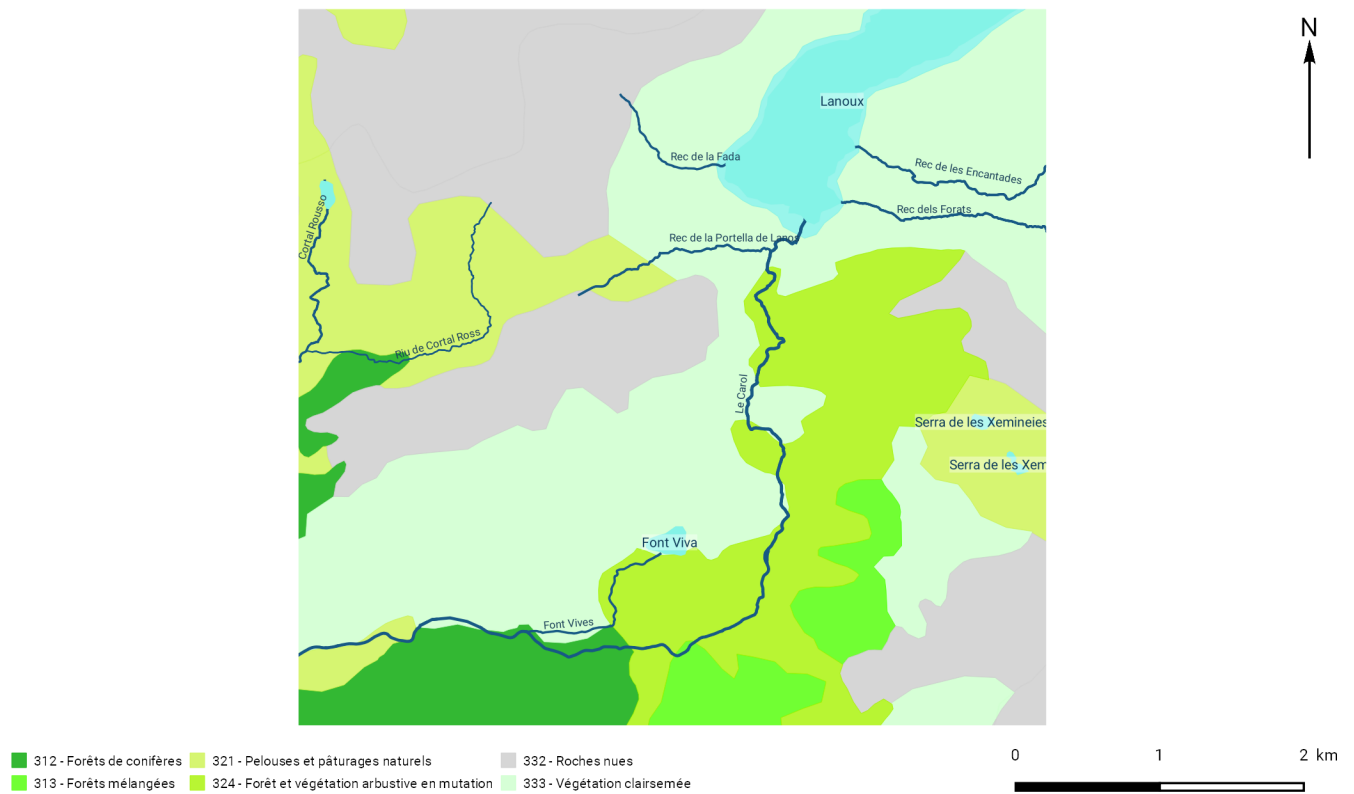 N
Lanoux
Rec de la Fada
Rec de les Encantades
Cortal Rousso
Rec dels Forats
Rec de la Portella de Lanos
Riu de Cortal Ross
Le Carol
Serra de les Xemineies
Serra de les Xem
Font Viva
Font Vives
0 1 2 km
312 - Forêts de conifères 321 - Pelouses et pâturages naturels 332 - Roches nues
313 - Forêts mélangées 324 - Forêt et végétation arbustive en mutation 333 - Végétation clairsemée